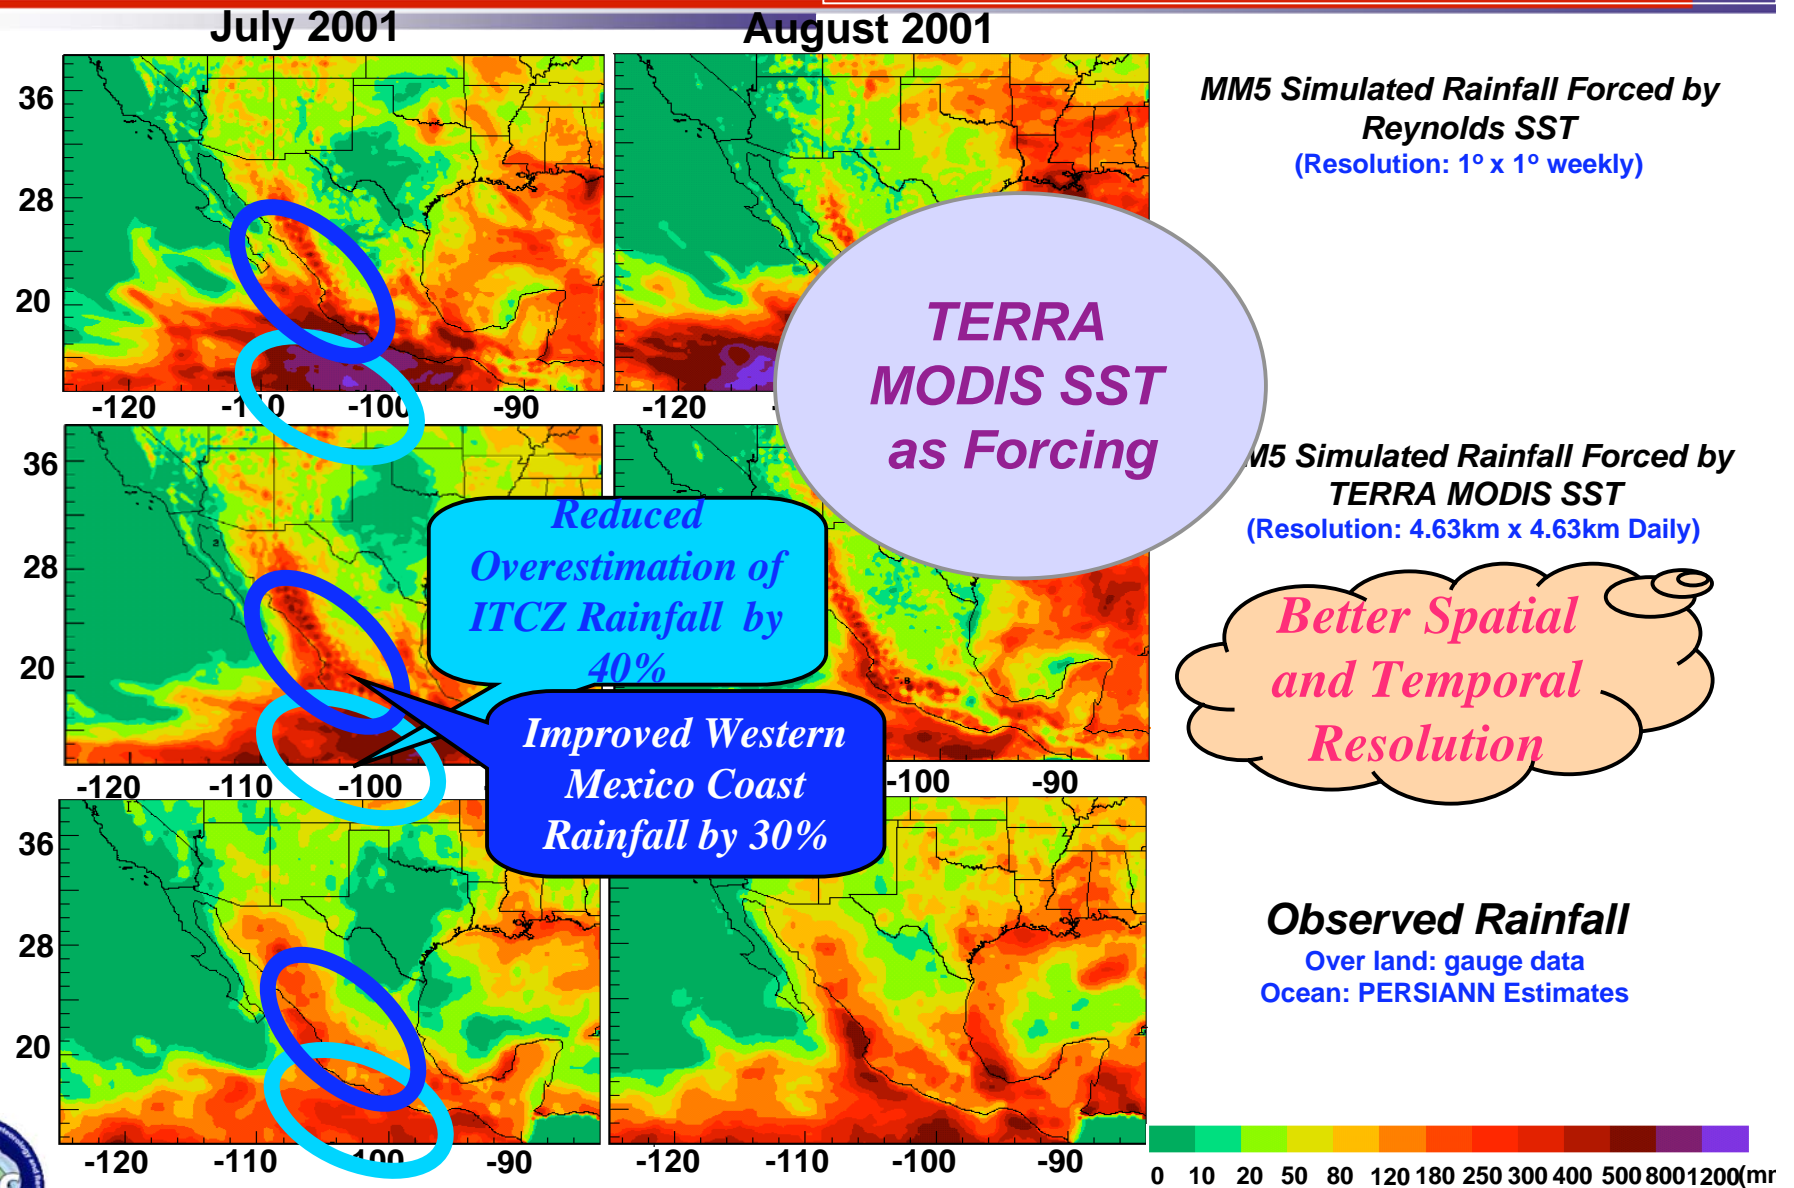 July 2001
August 2001
36
28
20
-120
-100
-90
-120
MM5 Simulated Rainfall Forced by
Reynolds SST
(Resolution: 1° x 1° weekly)
TERRA
MODIS SST
as Forcing
36
28
20
-120
-110
-100
-100
-90
M5 Simulated Rainfall Forced by
TERRA MODIS SST
(Resolution: 4.63km x 4.63km Daily)
Reduced
Overestimation of
ITCZ Rainfall by
40%
Improved Western
Mexico Coast
Rainfall by 30%
Better Spatial
and Temporal
Resolution
36
28
20
-120
-110
-100
-90
-120
-110
-100
-90
Observed Rainfall
Over land: gauge data
Ocean: PERSIANN Estimates
0 10 20 50 80 120 180 250 300 400 500 800 1200 (mm